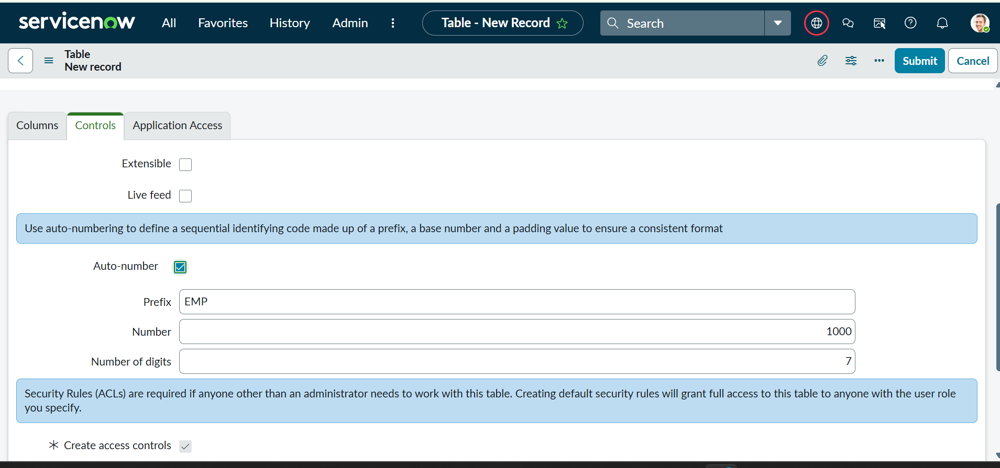 servicenow All Favorites History Admin Table - New Record Search
Table
New record
Submit Cancel
Columns Controls Application Access
Extensible
Live feed
Use auto-numbering to define a sequential identifying code made up of a prefix, a base number and a padding value to ensure a consistent format
Auto-number
Prefix EMP
Number 1000
Number of digits 7
Security Rules (ACLs) are required if anyone other than an administrator needs to work with this table. Creating default security rules will grant full access to this table to anyone with the user role
you specify.
Create access controls